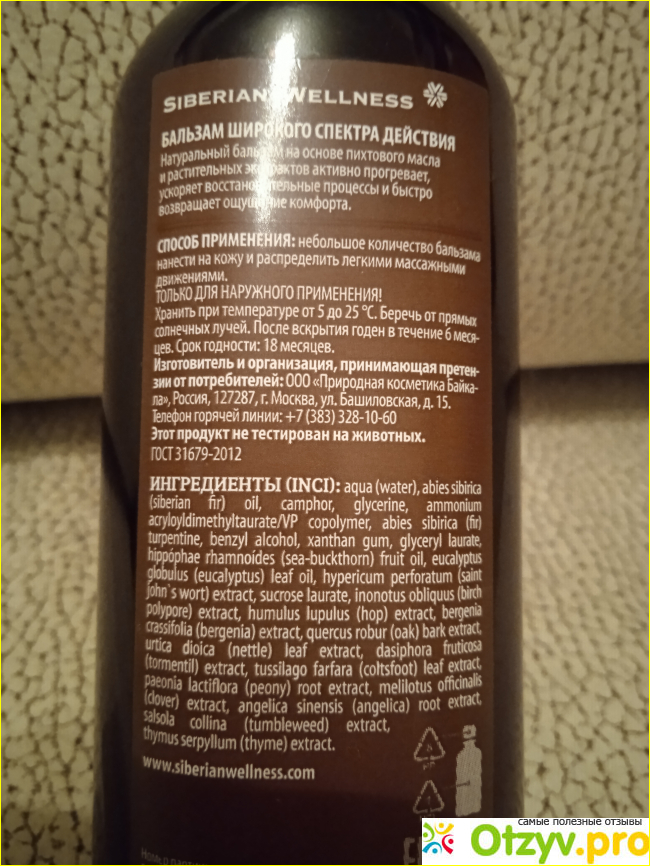 SIBERIAN WELLNESS
БАЛЬЗАМ ШИРОКОГО СПЕКТРА ДЕЙСТВИЯ
Натуральный бальзам на основе пихтового масла
и растительных экстрактов активно прогревает,
ускоряет восстановительные процессы и быстро
возвращает ощущение комфорта.
СПОСОБ ПРИМЕНЕНИЯ: небольшое количество бальзама
нанести на кожу и распределить легкими массажными
движениями.
ТОЛЬКО ДЛЯ НАРУЖНОГО ПРИМЕНЕНИЯ!
Хранить при температуре от 5 до 25 °С. Беречь от прямых
солнечных лучей. После вскрытия годен в течение 6 меся-
цев. Срок годности: 18 месяцев.
Изготовитель и организация, принимающая претен-
зии от потребителей: ООО «Природная косметика Байка-
ла», Россия, 127287, г. Москва, ул. Башиловская, д. 15.
Телефон горячей линии: +7 (383) 328-10-60
Этот продукт не тестирован на животных.
ГОСТ 31679-2012
ИНГРЕДИЕНТЫ (INCI): aqua (water), abies sibirica
(siberian fir) oil, camphor, glycerine, ammonium
acryloyldimethyltaurate/VP copolymer, abies sibirica (fir)
turpentine, benzyl alcohol, xanthan gum, glyceryl laurate,
hippóphae rhamnoides (sea-buckthorn) fruit oil, eucalyptus
globulus (eucalyptus) leaf oil, hypericum perforatum (saint
john`s wort) extract, sucrose laurate, inonotus obliquus (birch
polypore) extract, humulus lupulus (hop) extract, bergenia
crassifolia (bergenia) extract, quercus robur (oak) bark extract,
urtica dioica (nettle) leaf extract, dasiphora fruticosa
(tormentil) extract, tussilago farfara (coltsfoot) leaf extract,
paeonia lactiflora (peony) root extract, melilotus officinalis
(clover) extract, angelica sinensis (angelica) root extract,
salsola collina (tumbleweed) extract,
thymus serpyllum (thyme) extract.
www.siberianwellness.com
самые полезные отзывы
Otzyv.pro